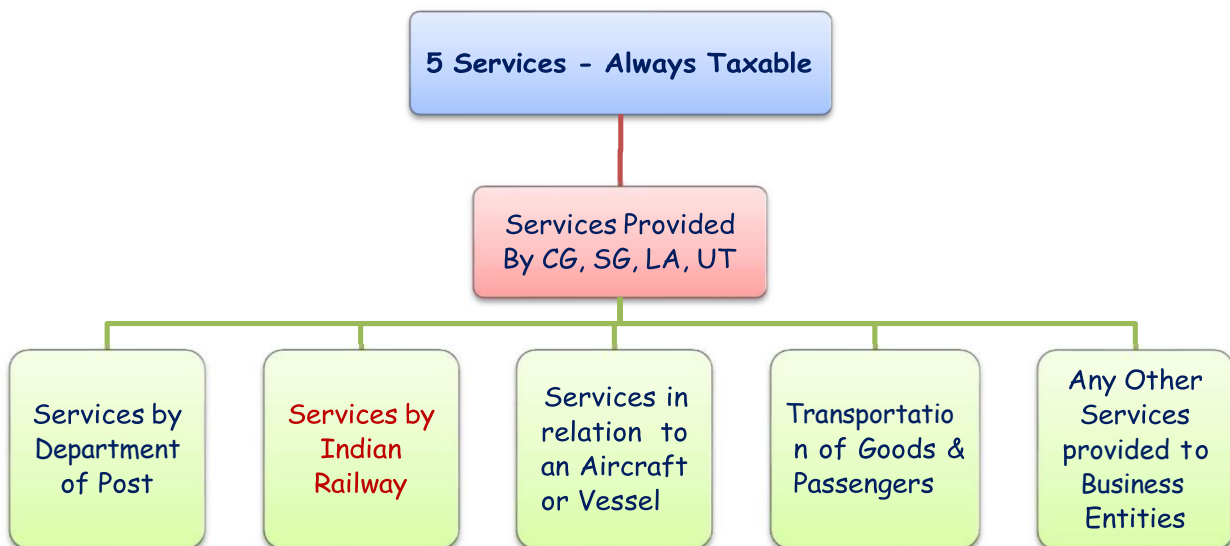 5 Services - Always Taxable
Services Provided
By CG, SG, LA, UT
Services by
Department
of Post
Services by
Indian
Railway
Services in
relation to
an Aircraft
or Vessel
Transportatio
n of Goods &
Passengers
Any Other
Services
provided to
Business
Entities